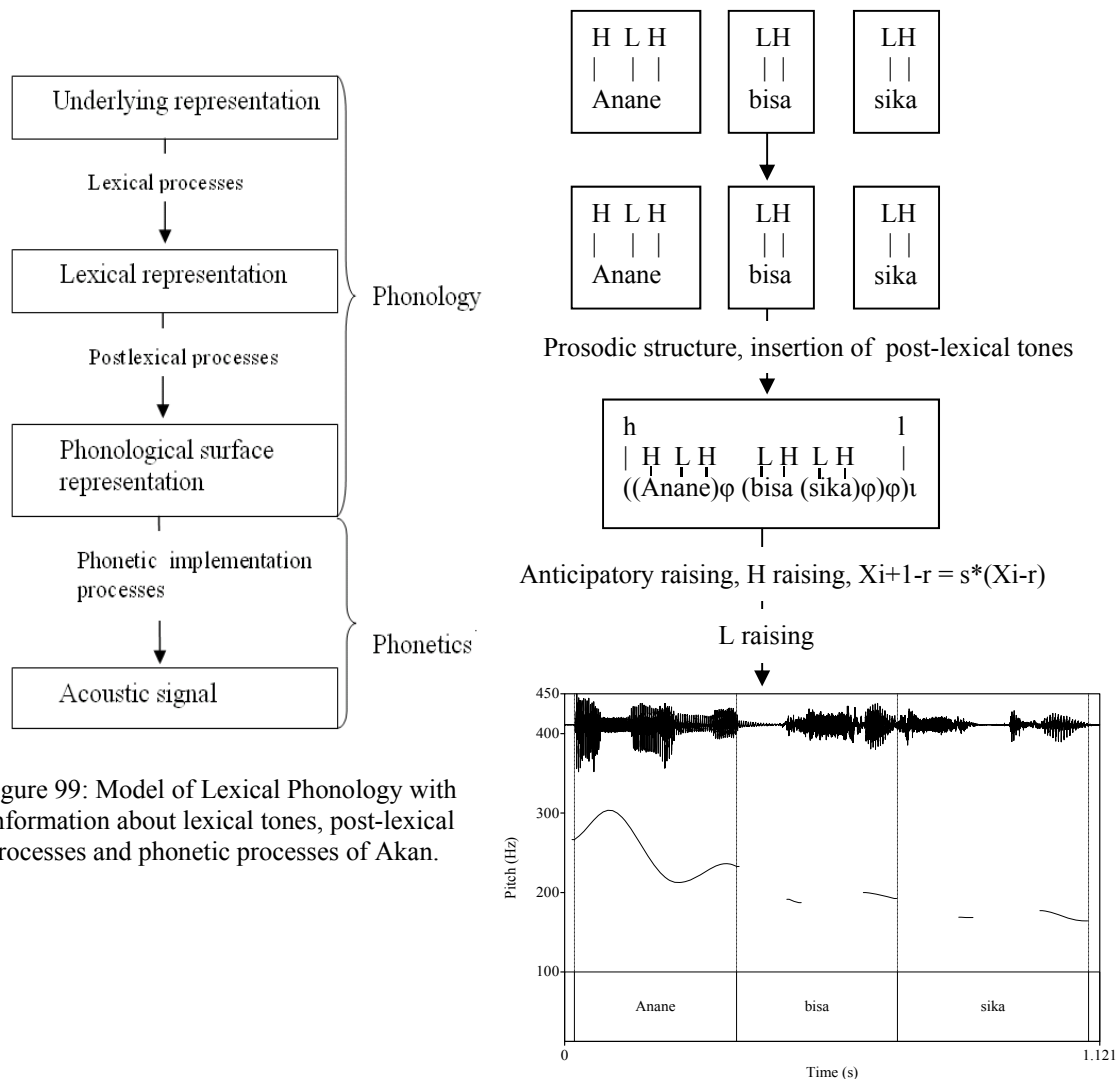 Underlying representation
Lexical processes
Lexical representation
Postlexical processes
Phonological surface
representation
Phonetic implementation
processes
Acoustic signal
Phonology
Phonetics
gure 99: Model of Lexical Phonology with
nformation about lexical tones, post-lexical
rocesses and phonetic processes of Akan.
H L H
Anane
LH
bisa
LH
sika
H L H
Anane
LH
bisa
LH
sika
Prosodic structure, insertion of post-lexical tones
h l
H L H L H L H
((Anane)φ (bisa (sika)φ)φ)ι
Anticipatory raising, H raising, Xi+1-r = s*(Xi-r)
L raising
450
400
300
200
100
Pitch (Hz)
Anane bisa sika
0 1.121
Time (s)